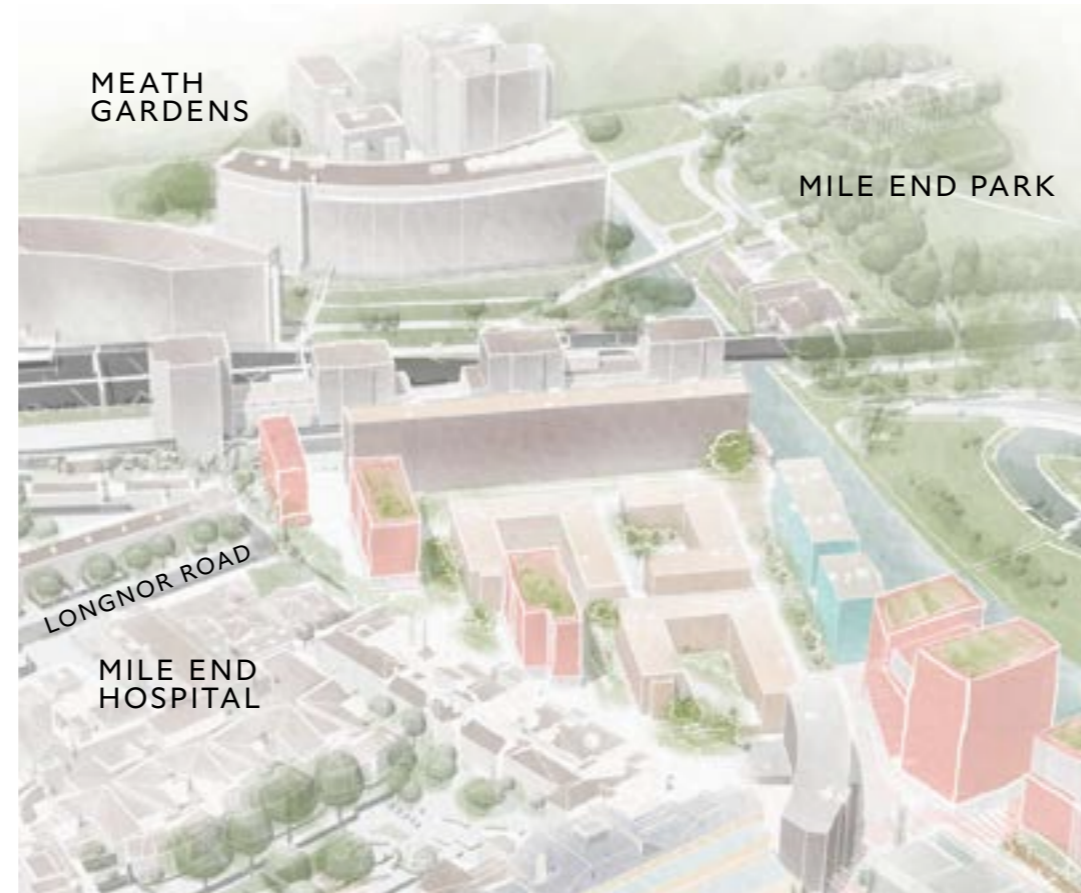 MEATH
GARDENS
MILE END PARK
LONGNOR ROAD
MILE END
HOSPITAL